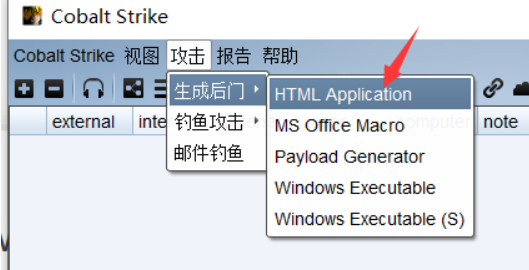 Cobalt Strike
Cobalt Strike 视图 攻击 报告 帮助
生成后门
钓鱼攻击
邮件钓鱼
HTML Application
MS Office Macro
Payload Generator
Windows Executable
Windows Executable (S)
external inte computer note